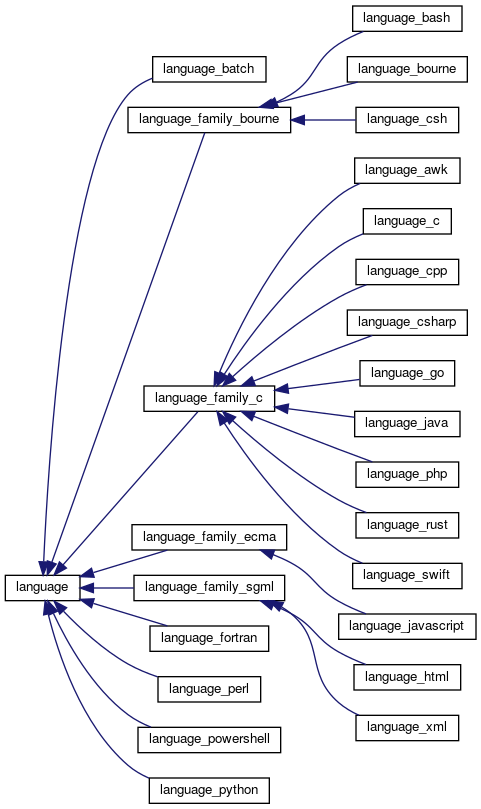 language_bash
language_batch
language_bourne
language_family_bourne
language_csh
language_awk
language_c
language_cpp
language_csharp
language_go
language_family_c
language_java
language_php
language_rust
language_family_ecma
language_swift
language
language_family_sgml
language_javascript
language_fortran
language_html
language_perl
language_xml
language_powershell
language_python